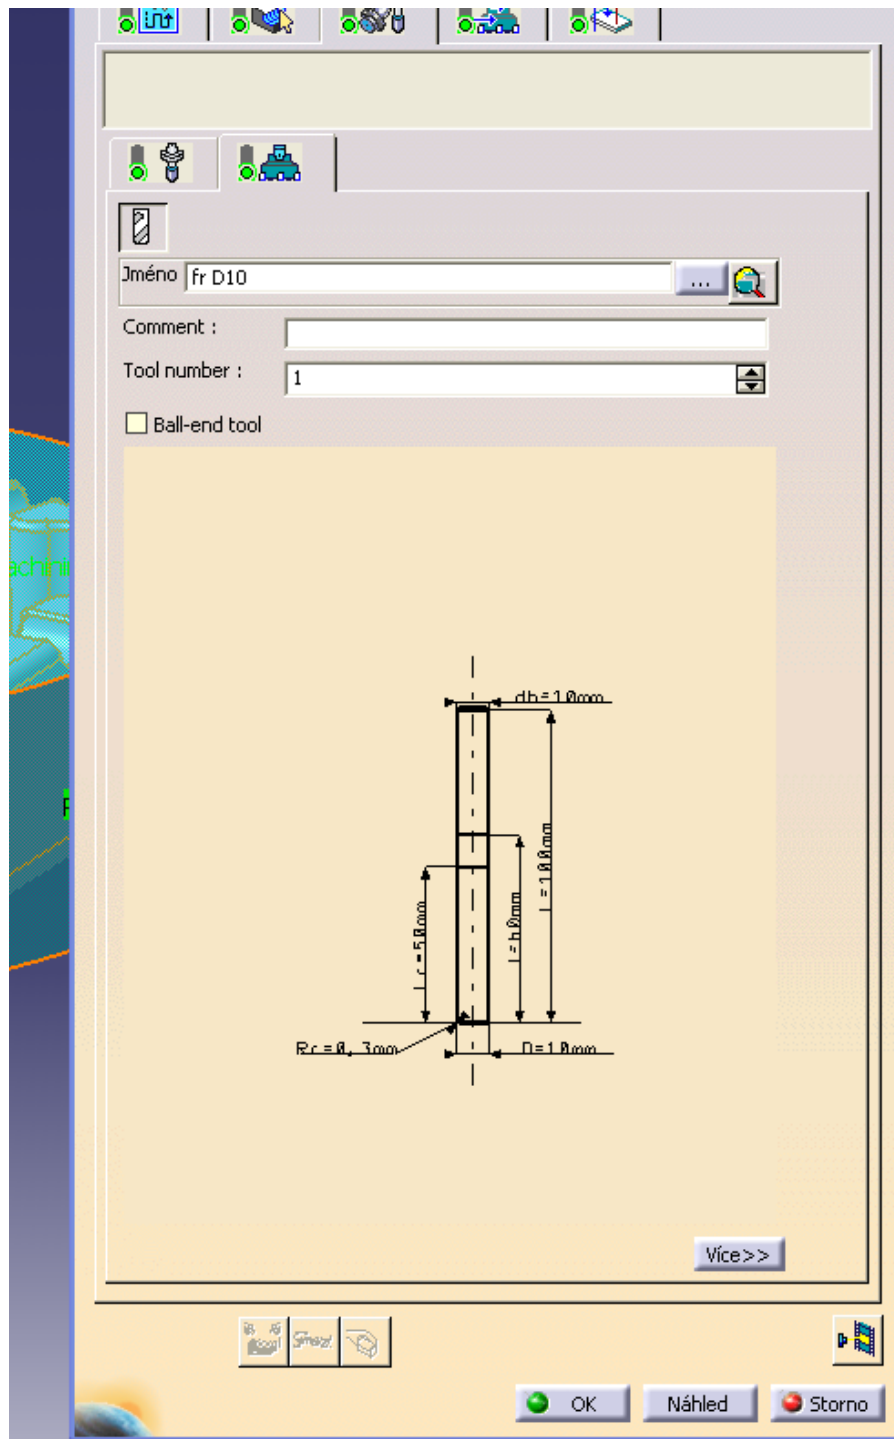 Jméno fr D10 ...
Comment :
Tool number : 1
Ball-end tool
achini
db=10mm
L=100mm
l=60mm
Lc=50mm
Rc=0,3mm
D=10mm
Více>>
OK Náhled Storno